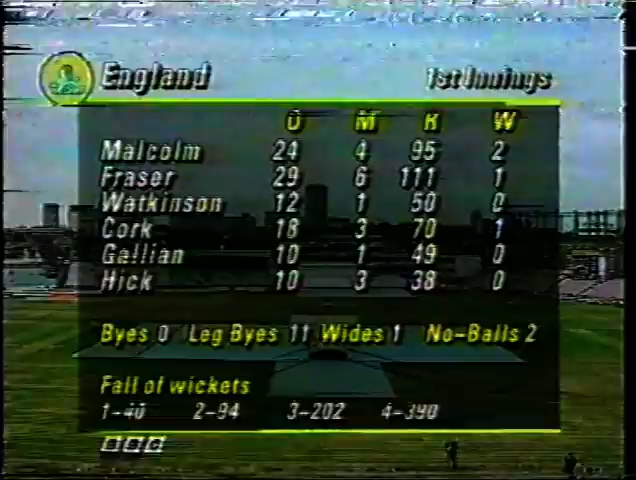 England 1st Innings
O M R W
Malcolm 24 4 95 2
Fraser 29 6 111 1
Watkinson 12 1 50 0
Cork 18 3 70 1
Gallian 10 1 49 0
Hick 10 3 38 0
Byes 0 Leg Byes 11 Wides 1 No-Balls 2
Fall of wickets
1-40 2-94 3-202 4-390
BBC